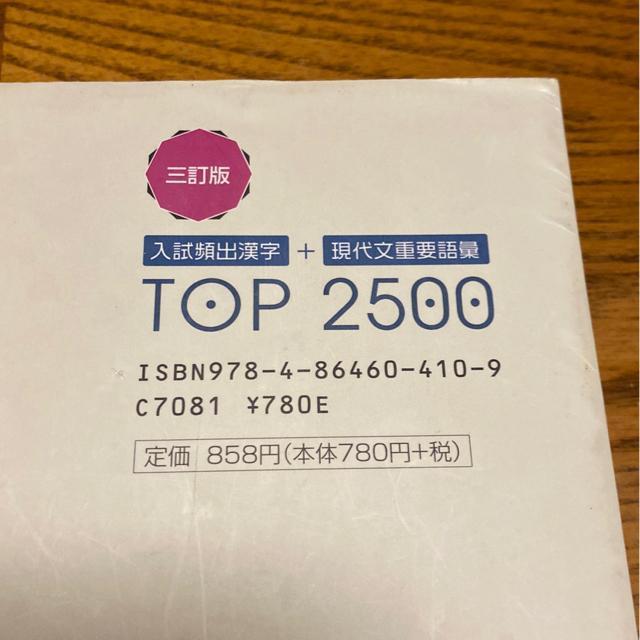 三訂版
入試頻出漢字 + 現代文重要語彙
TOP 2500
ISBN978-4-86460-410-9
C7081 ¥780E
定価 858円(本体780円+税)